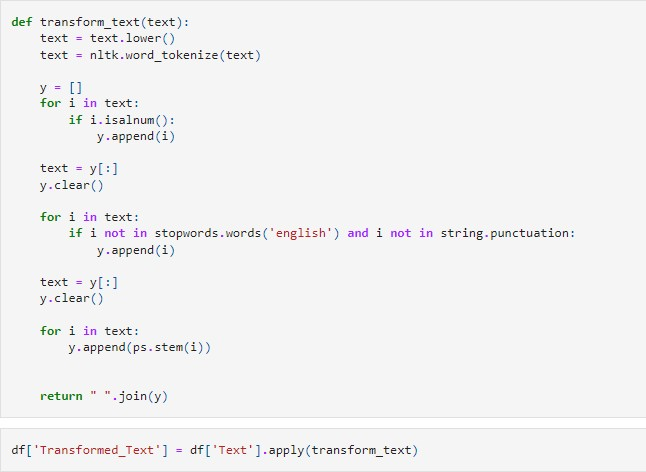 def transform_text(text):
    text = text.lower()
    text = nltk.word_tokenize(text)

    y = []
    for i in text:
        if i.isalnum():
            y.append(i)

    text = y[:]
    y.clear()

    for i in text:
        if i not in stopwords.words('english') and i not in string.punctuation:
            y.append(i)

    text = y[:]
    y.clear()

    for i in text:
        y.append(ps.stem(i))


    return " ".join(y)

df['Transformed_Text'] = df['Text'].apply(transform_text)